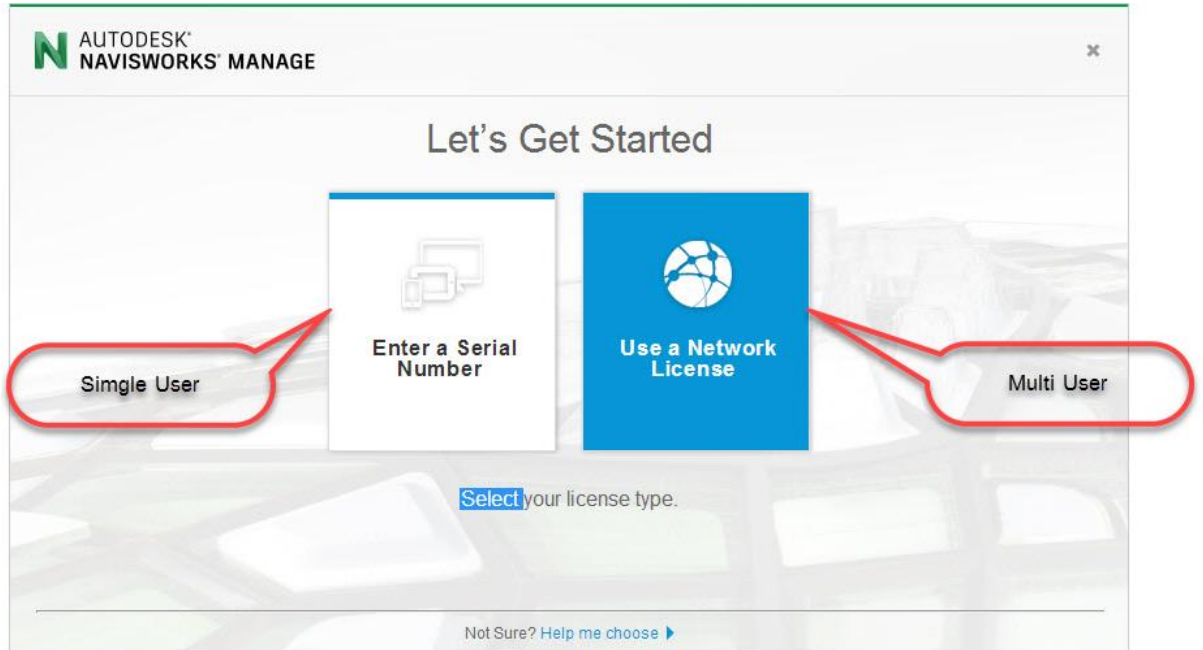 AUTODESK®
NAVISWORKS® MANAGE
Let's Get Started
Enter a Serial
Number
Use a Network
License
Simgle User
Multi User
Select your license type.
Not Sure? Help me choose